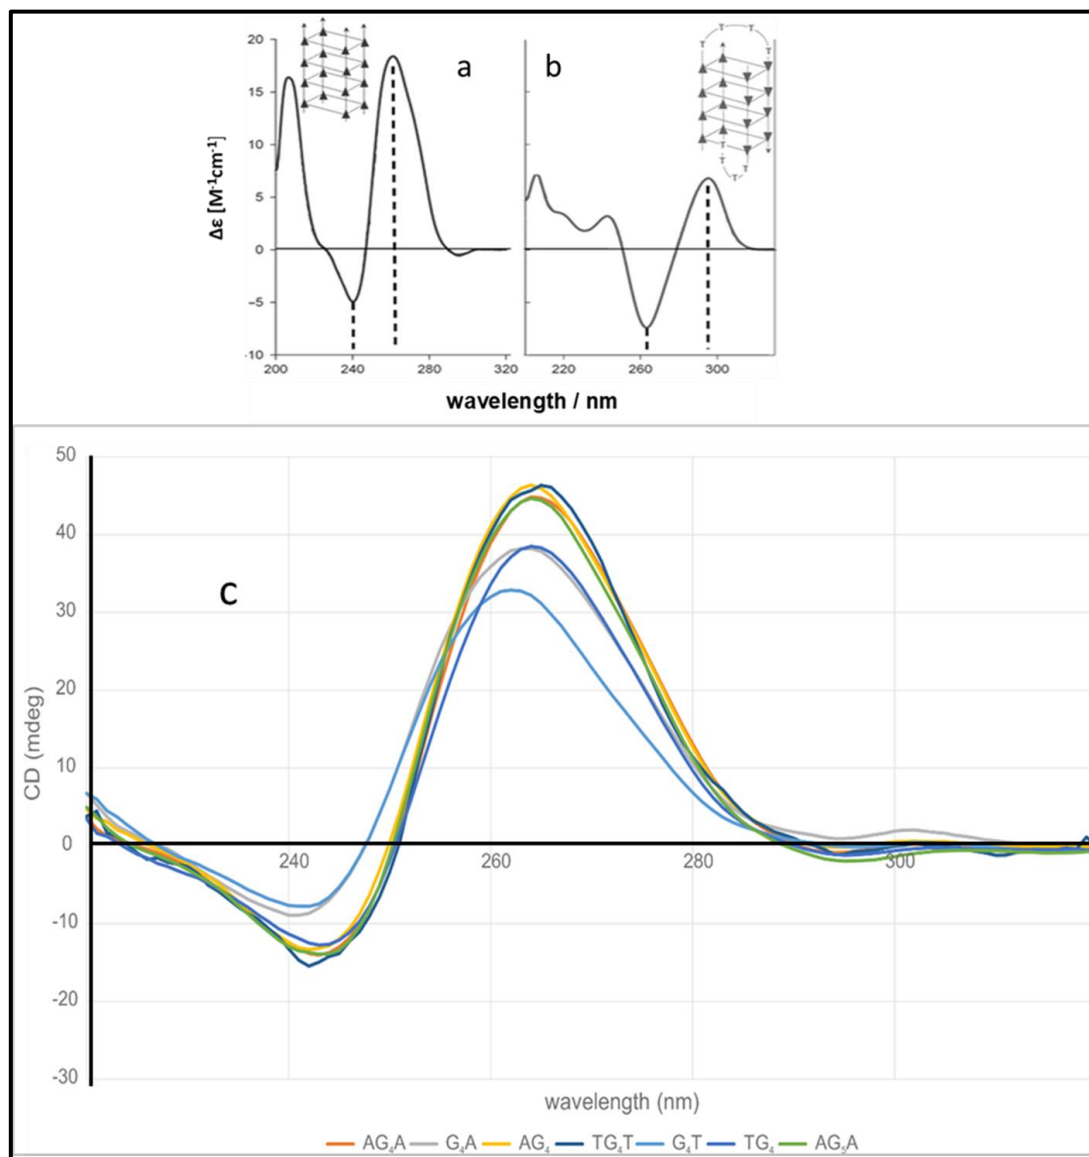 20
15
10
5
0
−5
-10
Δε [M⁻¹cm⁻¹]
a
b
T T
T T
T T
T T
200 240 280 320
220 260 300
wavelength / nm
50
40
30
20
10
0
-10
-20
-30
CD (mdeg)
C
240 260 280 300
wavelength (nm)
AG₄A G₄A AG₄ TG₄T G₄T TG₄ AG₅A